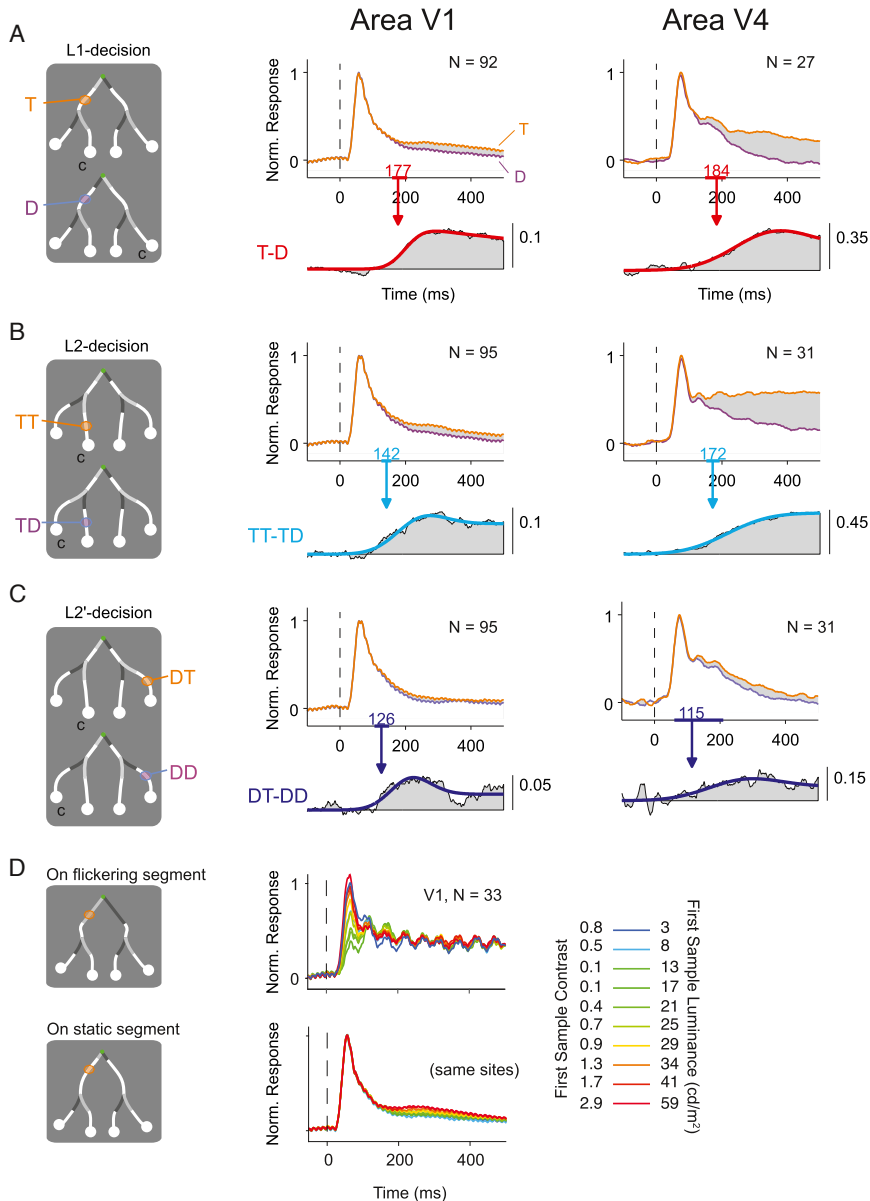 Area V1
Area V4
A
L1-decision
T
C
D
C
Norm. Response
1
0
N = 92
T
D
0
177
200
400
T-D
0.1
Time (ms)
1
0
N = 27
0
184
200
400
0.35
Time (ms)
B
L2-decision
TT
C
TD
C
Norm. Response
1
0
N = 95
0
142
200
400
TT-TD
0.1
1
0
N = 31
0
172
200
400
0.45
C
L2'-decision
DT
C
DD
C
Norm. Response
1
0
N = 95
0
126
200
400
DT-DD
0.05
1
0
N = 31
0
115
200
400
0.15
D
On flickering segment
Norm. Response
1
0
V1, N = 33
0
200
400
On static segment
Norm. Response
(same sites)
0
200
400
Time (ms)
First Sample Contrast
First Sample Luminance (cd/m²)
0.8 3
0.5 8
0.1 13
0.1 17
0.4 21
0.7 25
0.9 29
1.3 34
1.7 41
2.9 59